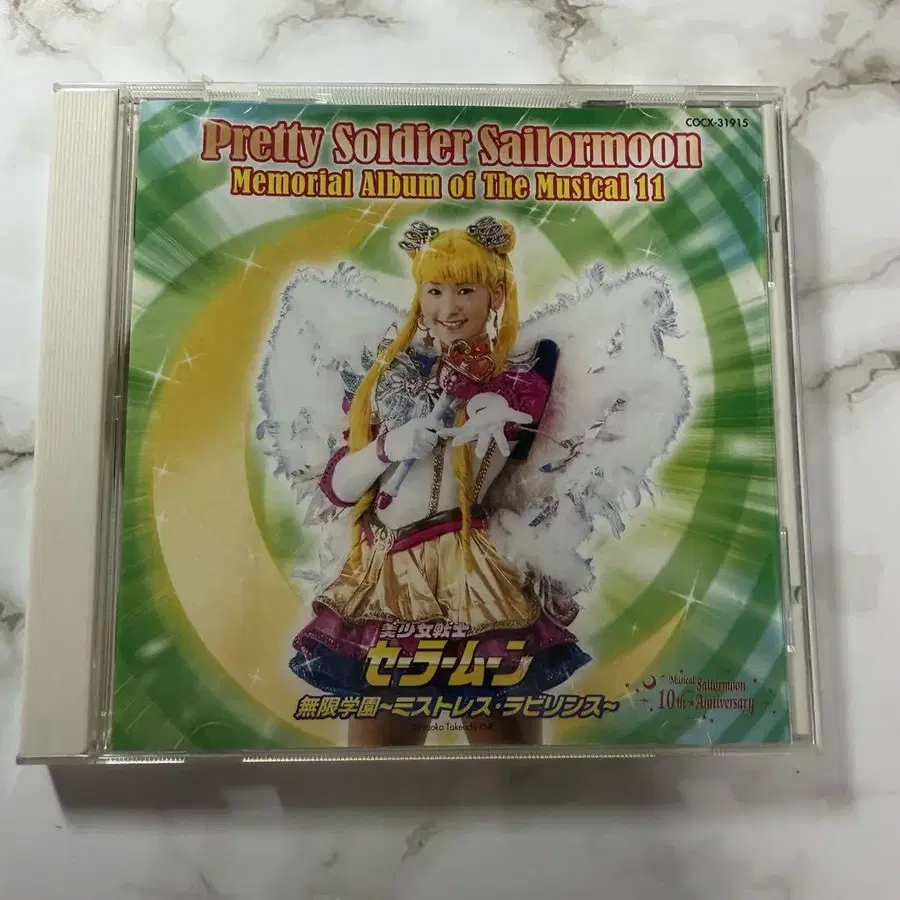 COCX-31915
Pretty Soldier Sailormoon
Memorial Album of The Musical 11
美少女戦士
セーラームーン
無限学園～ミストレス・ラビリンス～
Takeuchi PNP
Musical Sailormoon
10th Anniversary